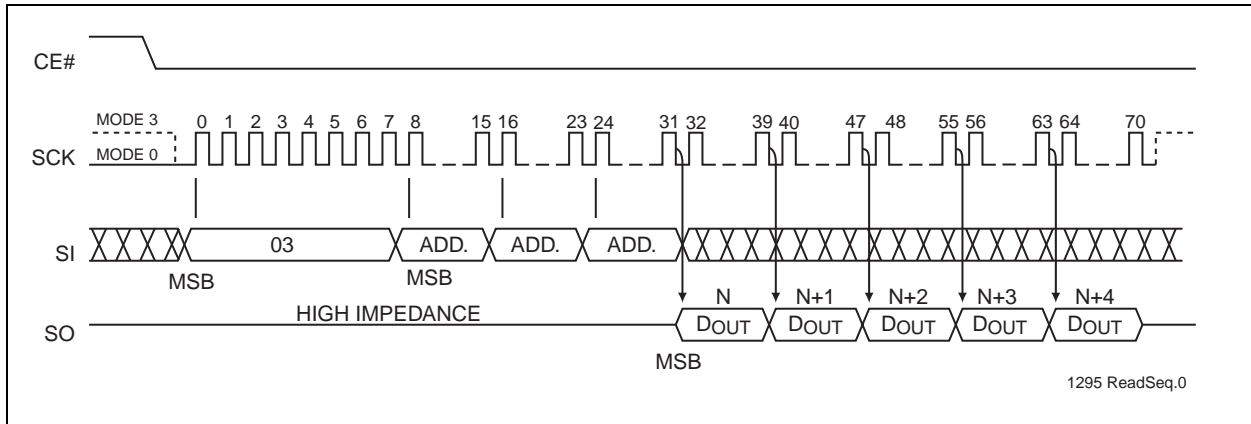 CE#
MODE 3
0 1 2 3 4 5 6 7 8 15 16 23 24 31 32 39 40 47 48 55 56 63 64 70
SCK
MODE 0
SI
03 ADD. ADD. ADD.
MSB MSB
N N+1 N+2 N+3 N+4
HIGH IMPEDANCE
SO
DOUT DOUT DOUT DOUT DOUT
MSB
1295 ReadSeq.0